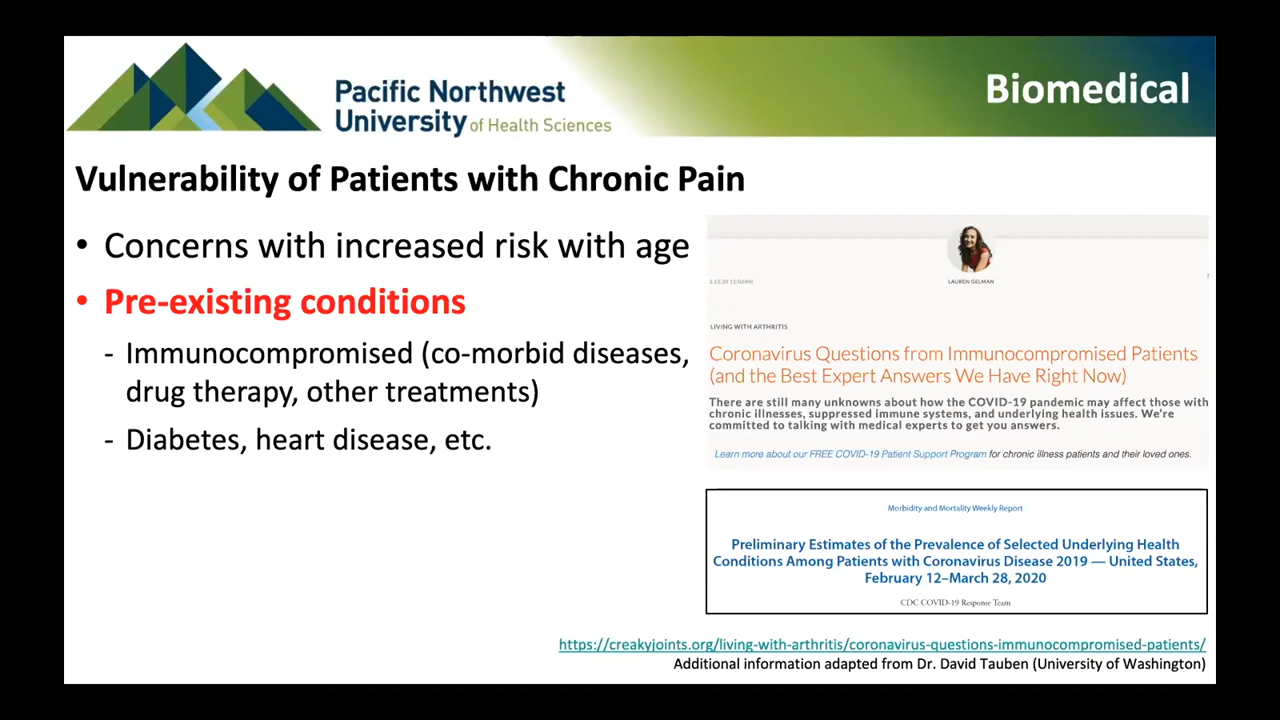 Pacific Northwest
University of Health Sciences
Biomedical
Vulnerability of Patients with Chronic Pain
• Concerns with increased risk with age
• Pre-existing conditions
- Immunocompromised (co-morbid diseases,
drug therapy, other treatments)
- Diabetes, heart disease, etc.
LAUREN GELMAN
LIVING WITH ARTHRITIS
Coronavirus Questions from Immunocompromised Patients
(and the Best Expert Answers We Have Right Now)
There are still many unknowns about how the COVID-19 pandemic may affect those with
chronic illnesses, suppressed immune systems, and underlying health issues. We're
committed to talking with medical experts to get you answers.
Learn more about our FREE COVID-19 Patient Support Program for chronic illness patients and their loved ones.
Morbidity and Mortality Weekly Report
Preliminary Estimates of the Prevalence of Selected Underlying Health
Conditions Among Patients with Coronavirus Disease 2019 — United States,
February 12–March 28, 2020
CDC COVID-19 Response Team
https://creakyjoints.org/living-with-arthritis/coronavirus-questions-immunocompromised-patients/
Additional information adapted from Dr. David Tauben (University of Washington)